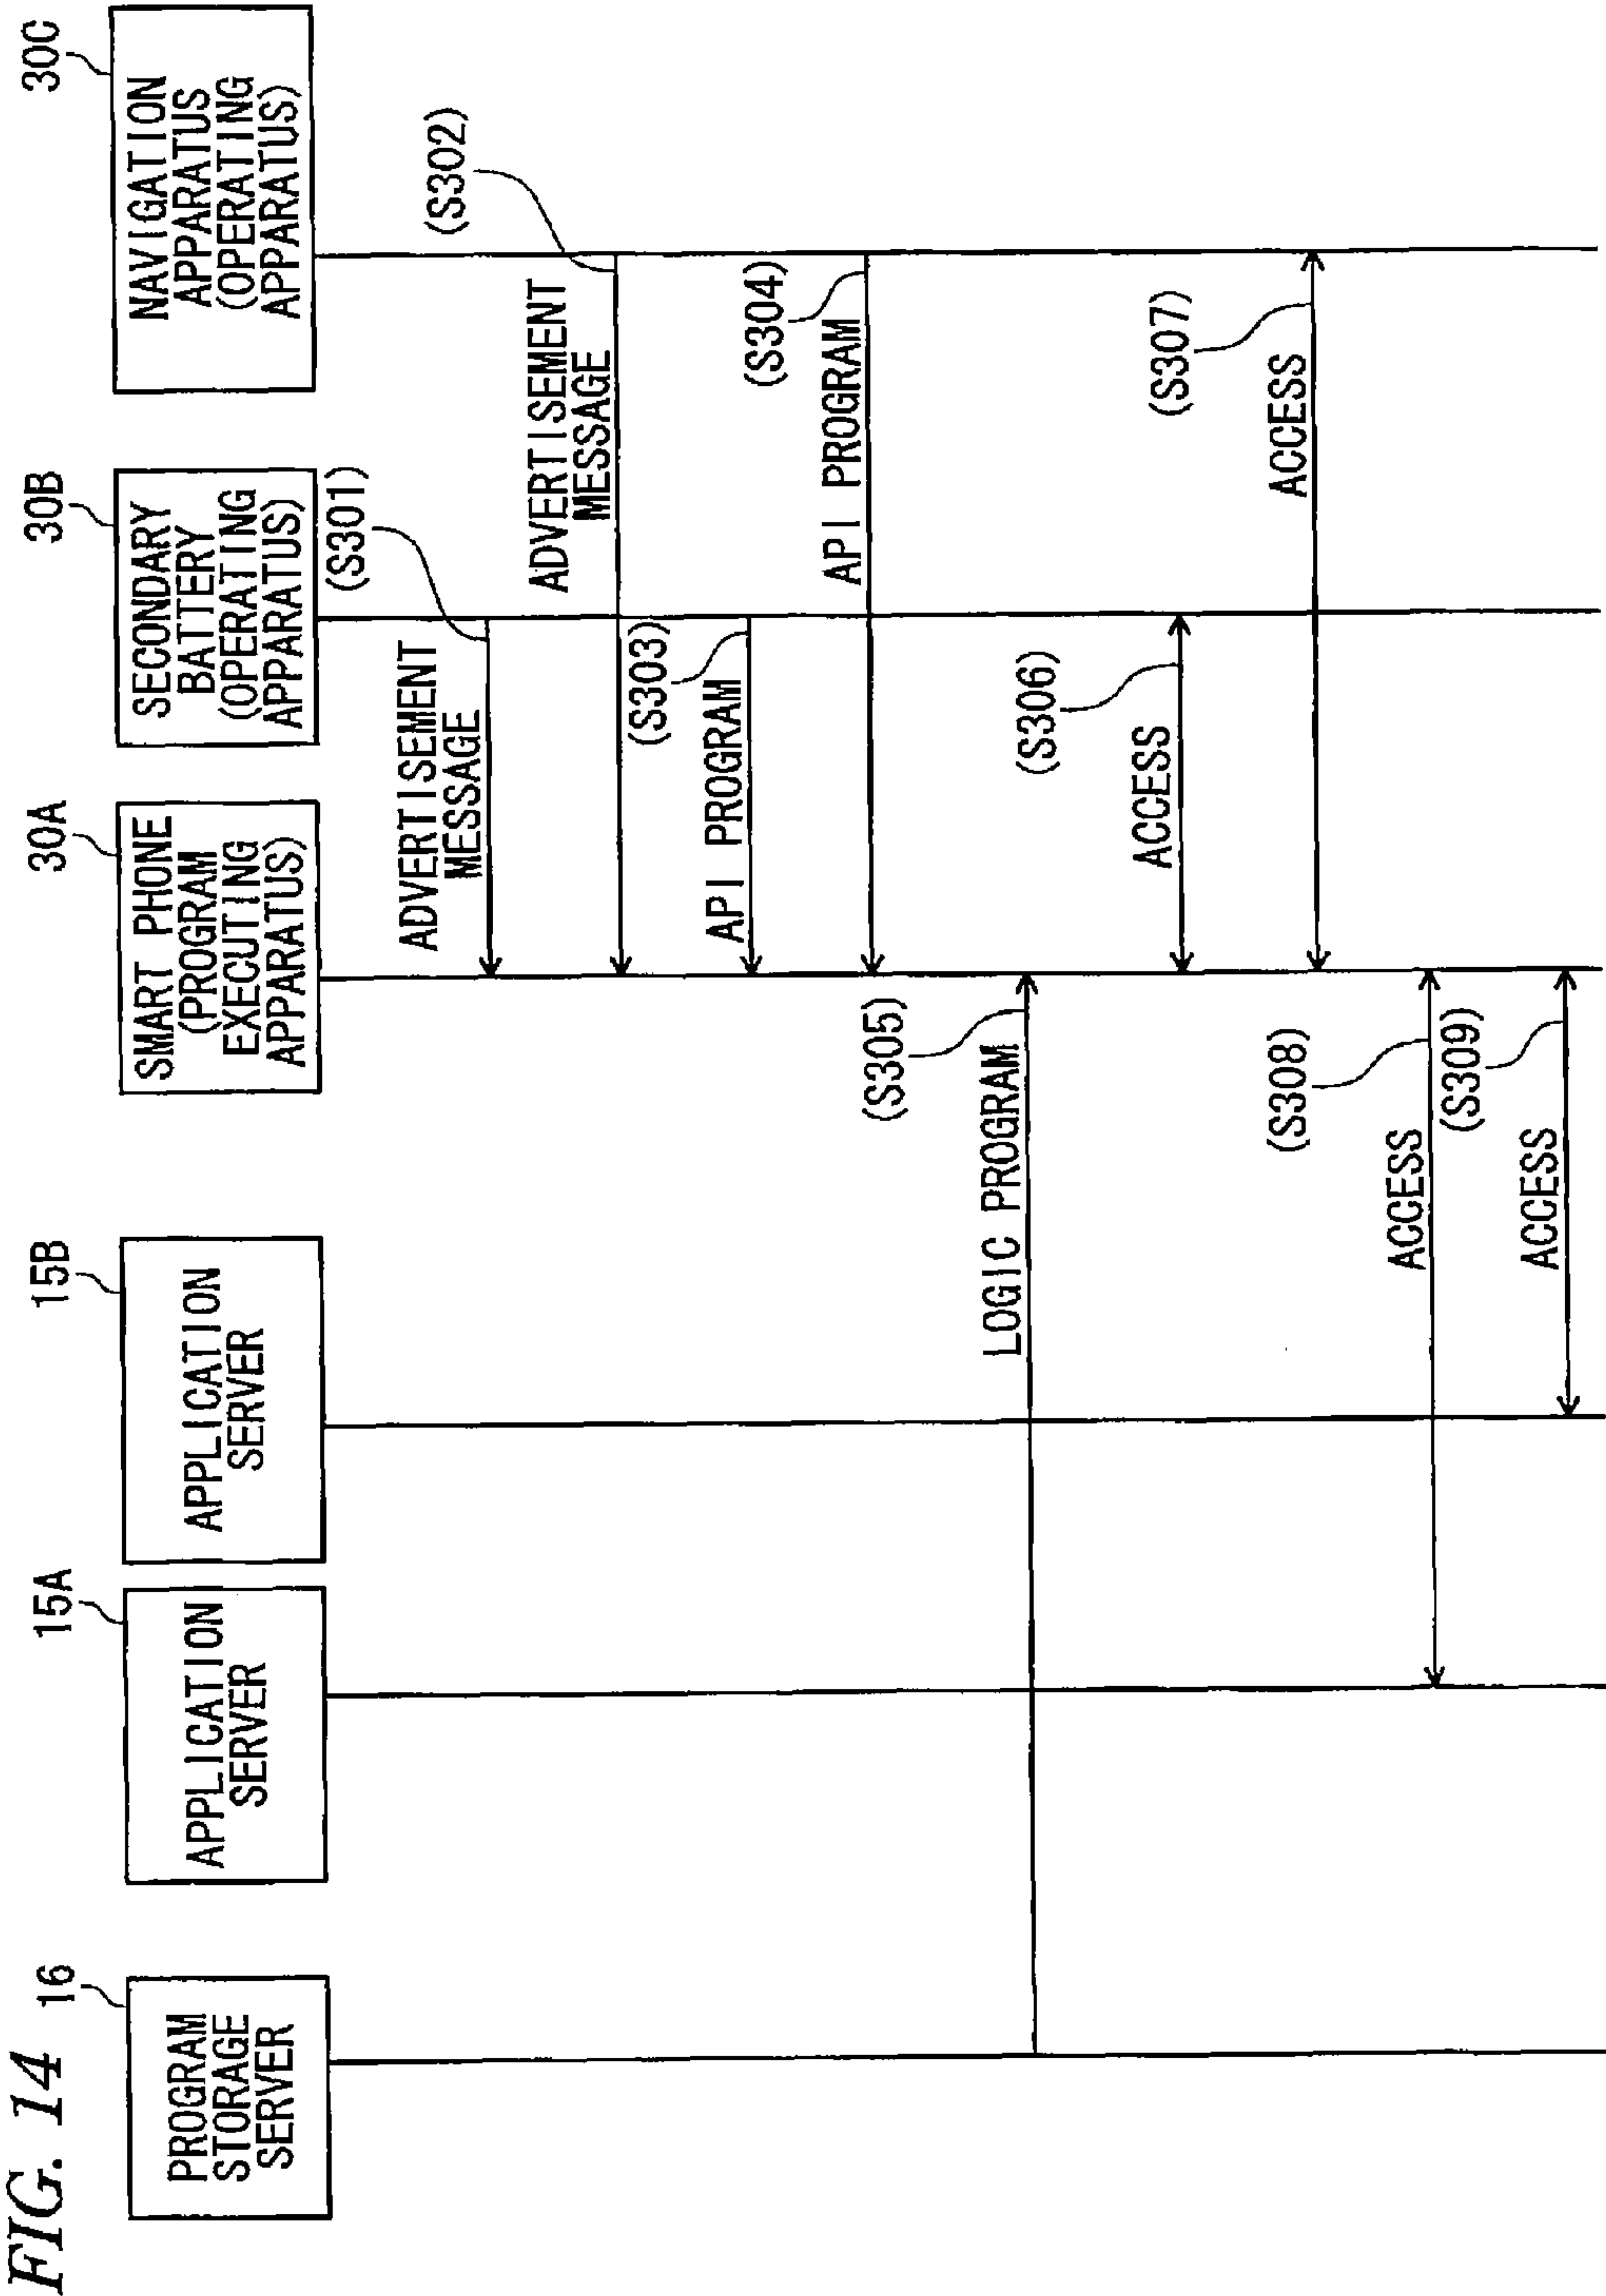 FIG. 14
16
15A
15B
30A
30B
30C
PROGRAM
STORAGE
SERVER
APPLICATION
SERVER
APPLICATION
SERVER
SMART PHONE
(PROGRAM
EXECUTING
APPARATUS)
SECONDARY
BATTERY
(OPERATING
APPARATUS)
NAVIGATION
APPARATUS
(OPERATING
APPARATUS)
(S301)
ADVERTISEMENT
MESSAGE
(S302)
ADVERTISEMENT
MESSAGE
(S303)
API PROGRAM
(S304)
API PROGRAM
(S305)
LOGIC PROGRAM
(S306)
ACCESS
(S307)
ACCESS
(S308)
ACCESS
(S309)
ACCESS